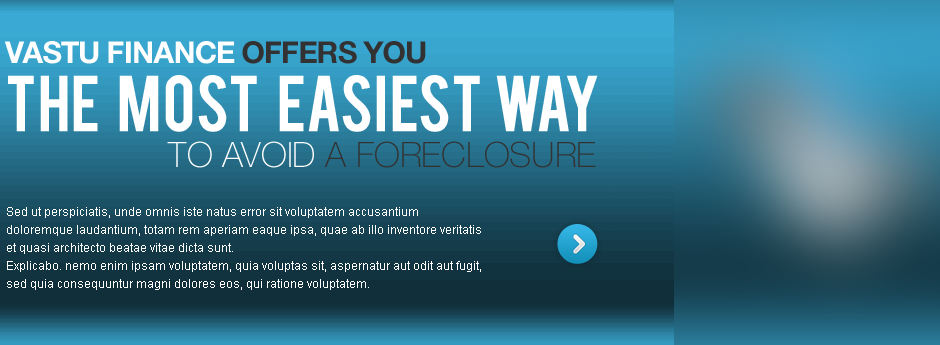 VASTU FINANCE OFFERS YOU
THE MOST EASIEST WAY
TO AVOID A FORECLOSURE
Sed ut perspiciatis, unde omnis iste natus error sit voluptatem accusantium
doloremque laudantium, totam rem aperiam eaque ipsa, quae ab illo inventore veritatis
et quasi architecto beatae vitae dicta sunt.
Explicabo. nemo enim ipsam voluptatem, quia voluptas sit, aspernatur aut odit aut fugit,
sed quia consequuntur magni dolores eos, qui ratione voluptatem.